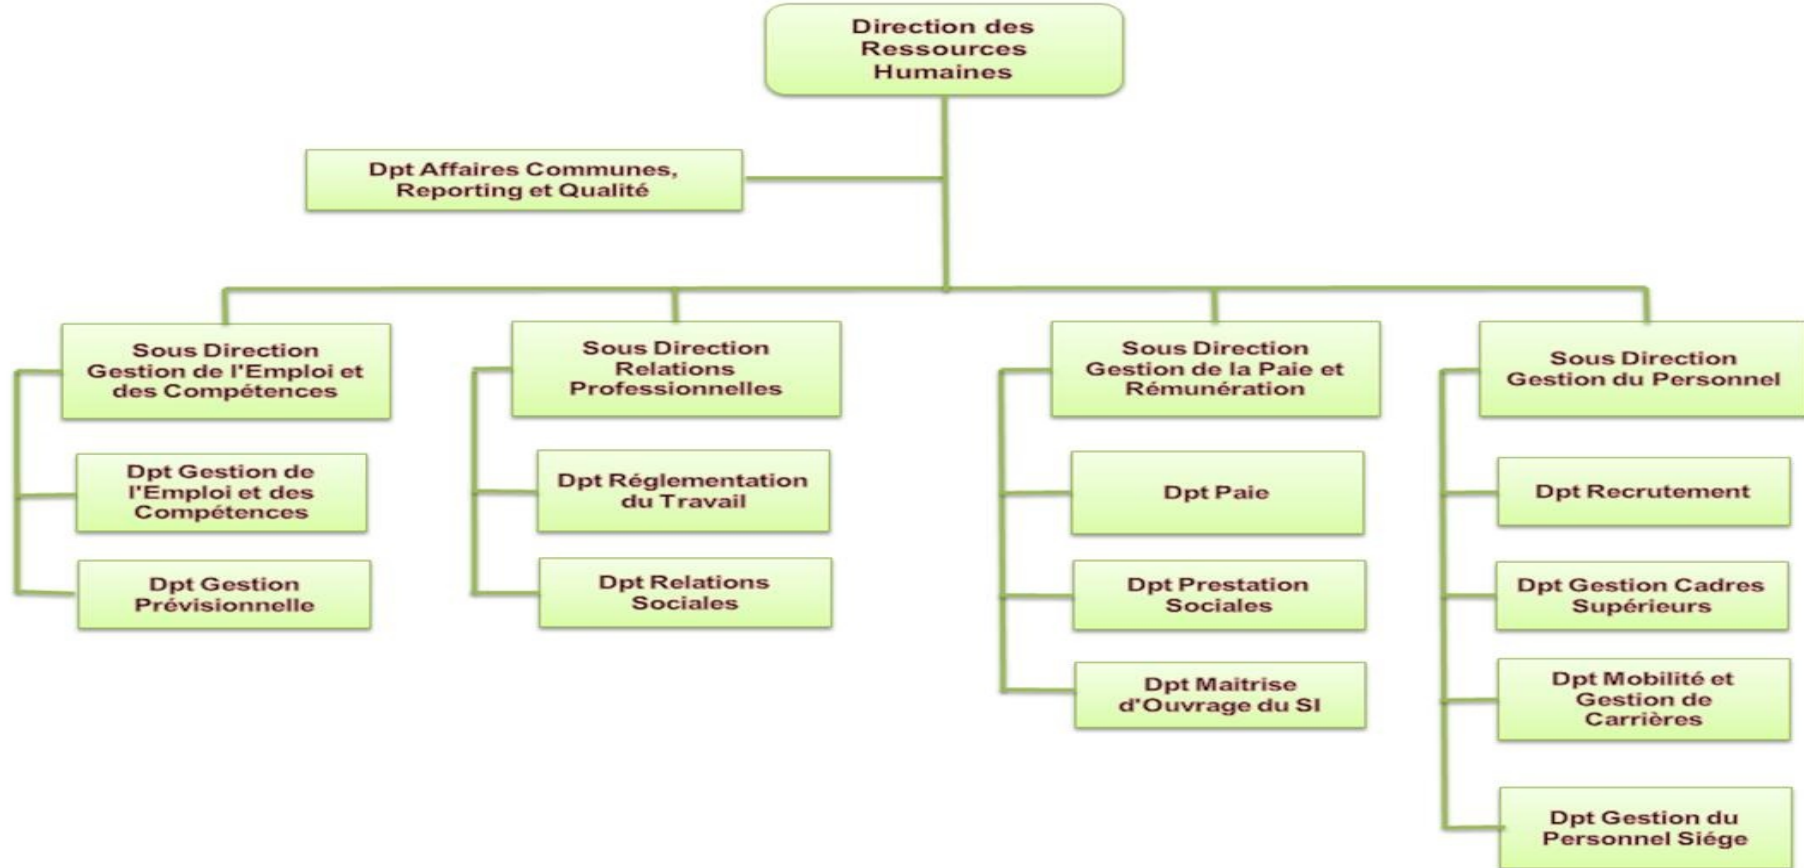 Direction des
Ressources
Humaines
Dpt Affaires Communes,
Reporting et Qualité
Sous Direction
Gestion de l'Emploi et
des Compétences
Dpt Gestion de
l'Emploi et des
Compétences
Dpt Gestion
Prévisionnelle
Sous Direction
Relations
Professionnelles
Dpt Réglementation
du Travail
Dpt Relations
Sociales
Sous Direction
Gestion de la Paie et
Rémunération
Dpt Paie
Dpt Prestation
Sociales
Dpt Maîtrise
d'Ouvrage du SI
Sous Direction
Gestion du Personnel
Dpt Recrutement
Dpt Gestion Cadres
Supérieurs
Dpt Mobilité et
Gestion de
Carrières
Dpt Gestion du
Personnel Siége